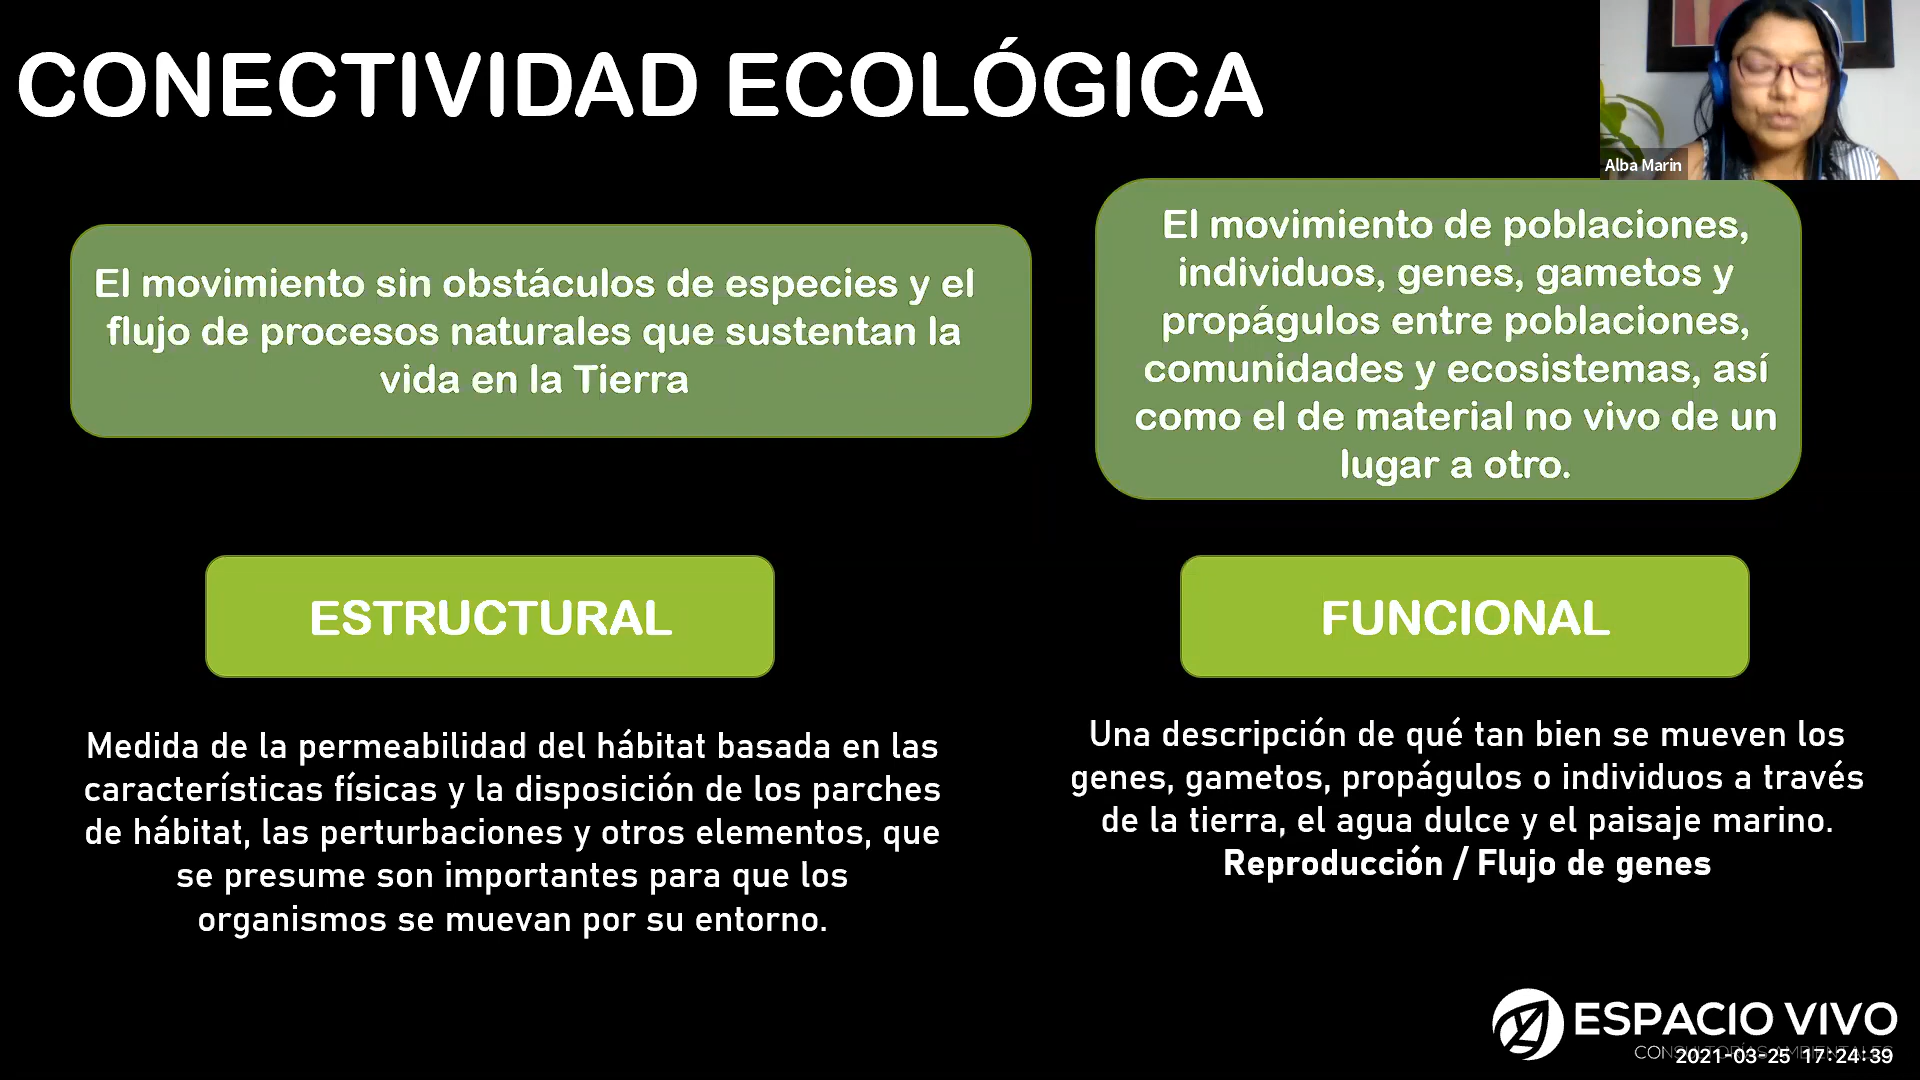 CONECTIVIDAD ECOLÓGICA
Alba Marin
El movimiento sin obstáculos de especies y el
flujo de procesos naturales que sustentan la
vida en la Tierra
El movimiento de poblaciones,
individuos, genes, gametos y
propágulos entre poblaciones,
comunidades y ecosistemas, así
como el de material no vivo de un
lugar a otro.
ESTRUCTURAL
Medida de la permeabilidad del hábitat basada en las
características físicas y la disposición de los parches
de hábitat, las perturbaciones y otros elementos, que
se presume son importantes para que los
organismos se muevan por su entorno.
FUNCIONAL
Una descripción de qué tan bien se mueven los
genes, gametos, propágulos o individuos a través
de la tierra, el agua dulce y el paisaje marino.
Reproducción / Flujo de genes
ESPACIO VIVO
CONSULTORÍAS AMBIENTALES
2021-03-25 17:24:39